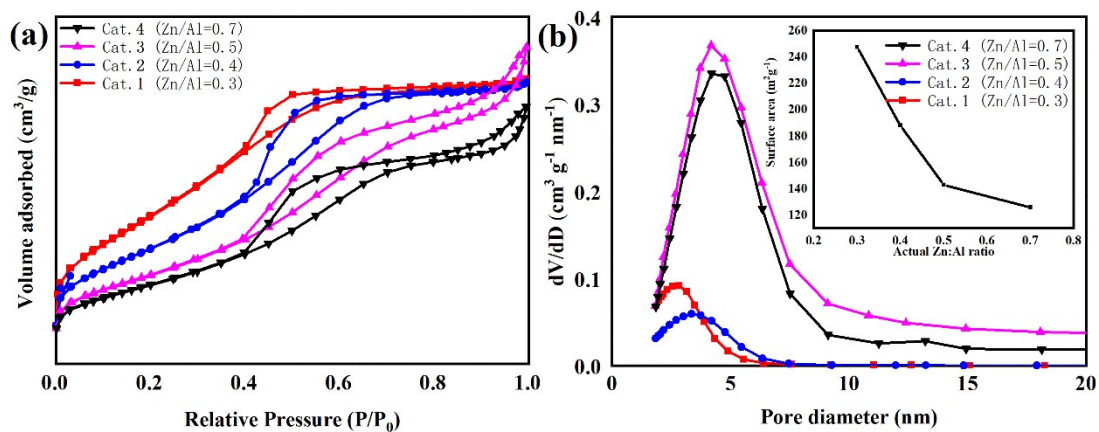 (a)
Cat. 4 (Zn/Al=0.7)
Cat. 3 (Zn/Al=0.5)
Cat. 2 (Zn/Al=0.4)
Cat. 1 (Zn/Al=0.3)
Volume adsorbed (cm³/g)
0.0 0.2 0.4 0.6 0.8 1.0
Relative Pressure (P/P₀)
(b)
0.4
0.3
0.2
0.1
0.0
dV/dD (cm³ g⁻¹ nm⁻¹)
0 5 10 15 20
Pore diameter (nm)
Cat. 4 (Zn/Al=0.7)
Cat. 3 (Zn/Al=0.5)
Cat. 2 (Zn/Al=0.4)
Cat. 1 (Zn/Al=0.3)
260
240
220
200
180
160
140
120
Surface area (m²g⁻¹)
0.2 0.3 0.4 0.5 0.6 0.7 0.8
Actual Zn:Al ratio